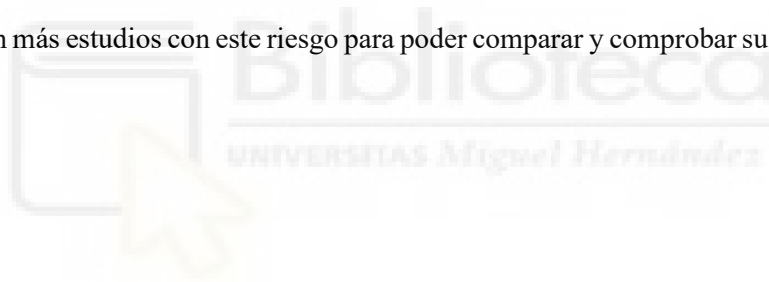 n más estudios con este riesgo para poder comparar y comprobar su
Biblioteca
UNIVERSITAS Miguel Hernández